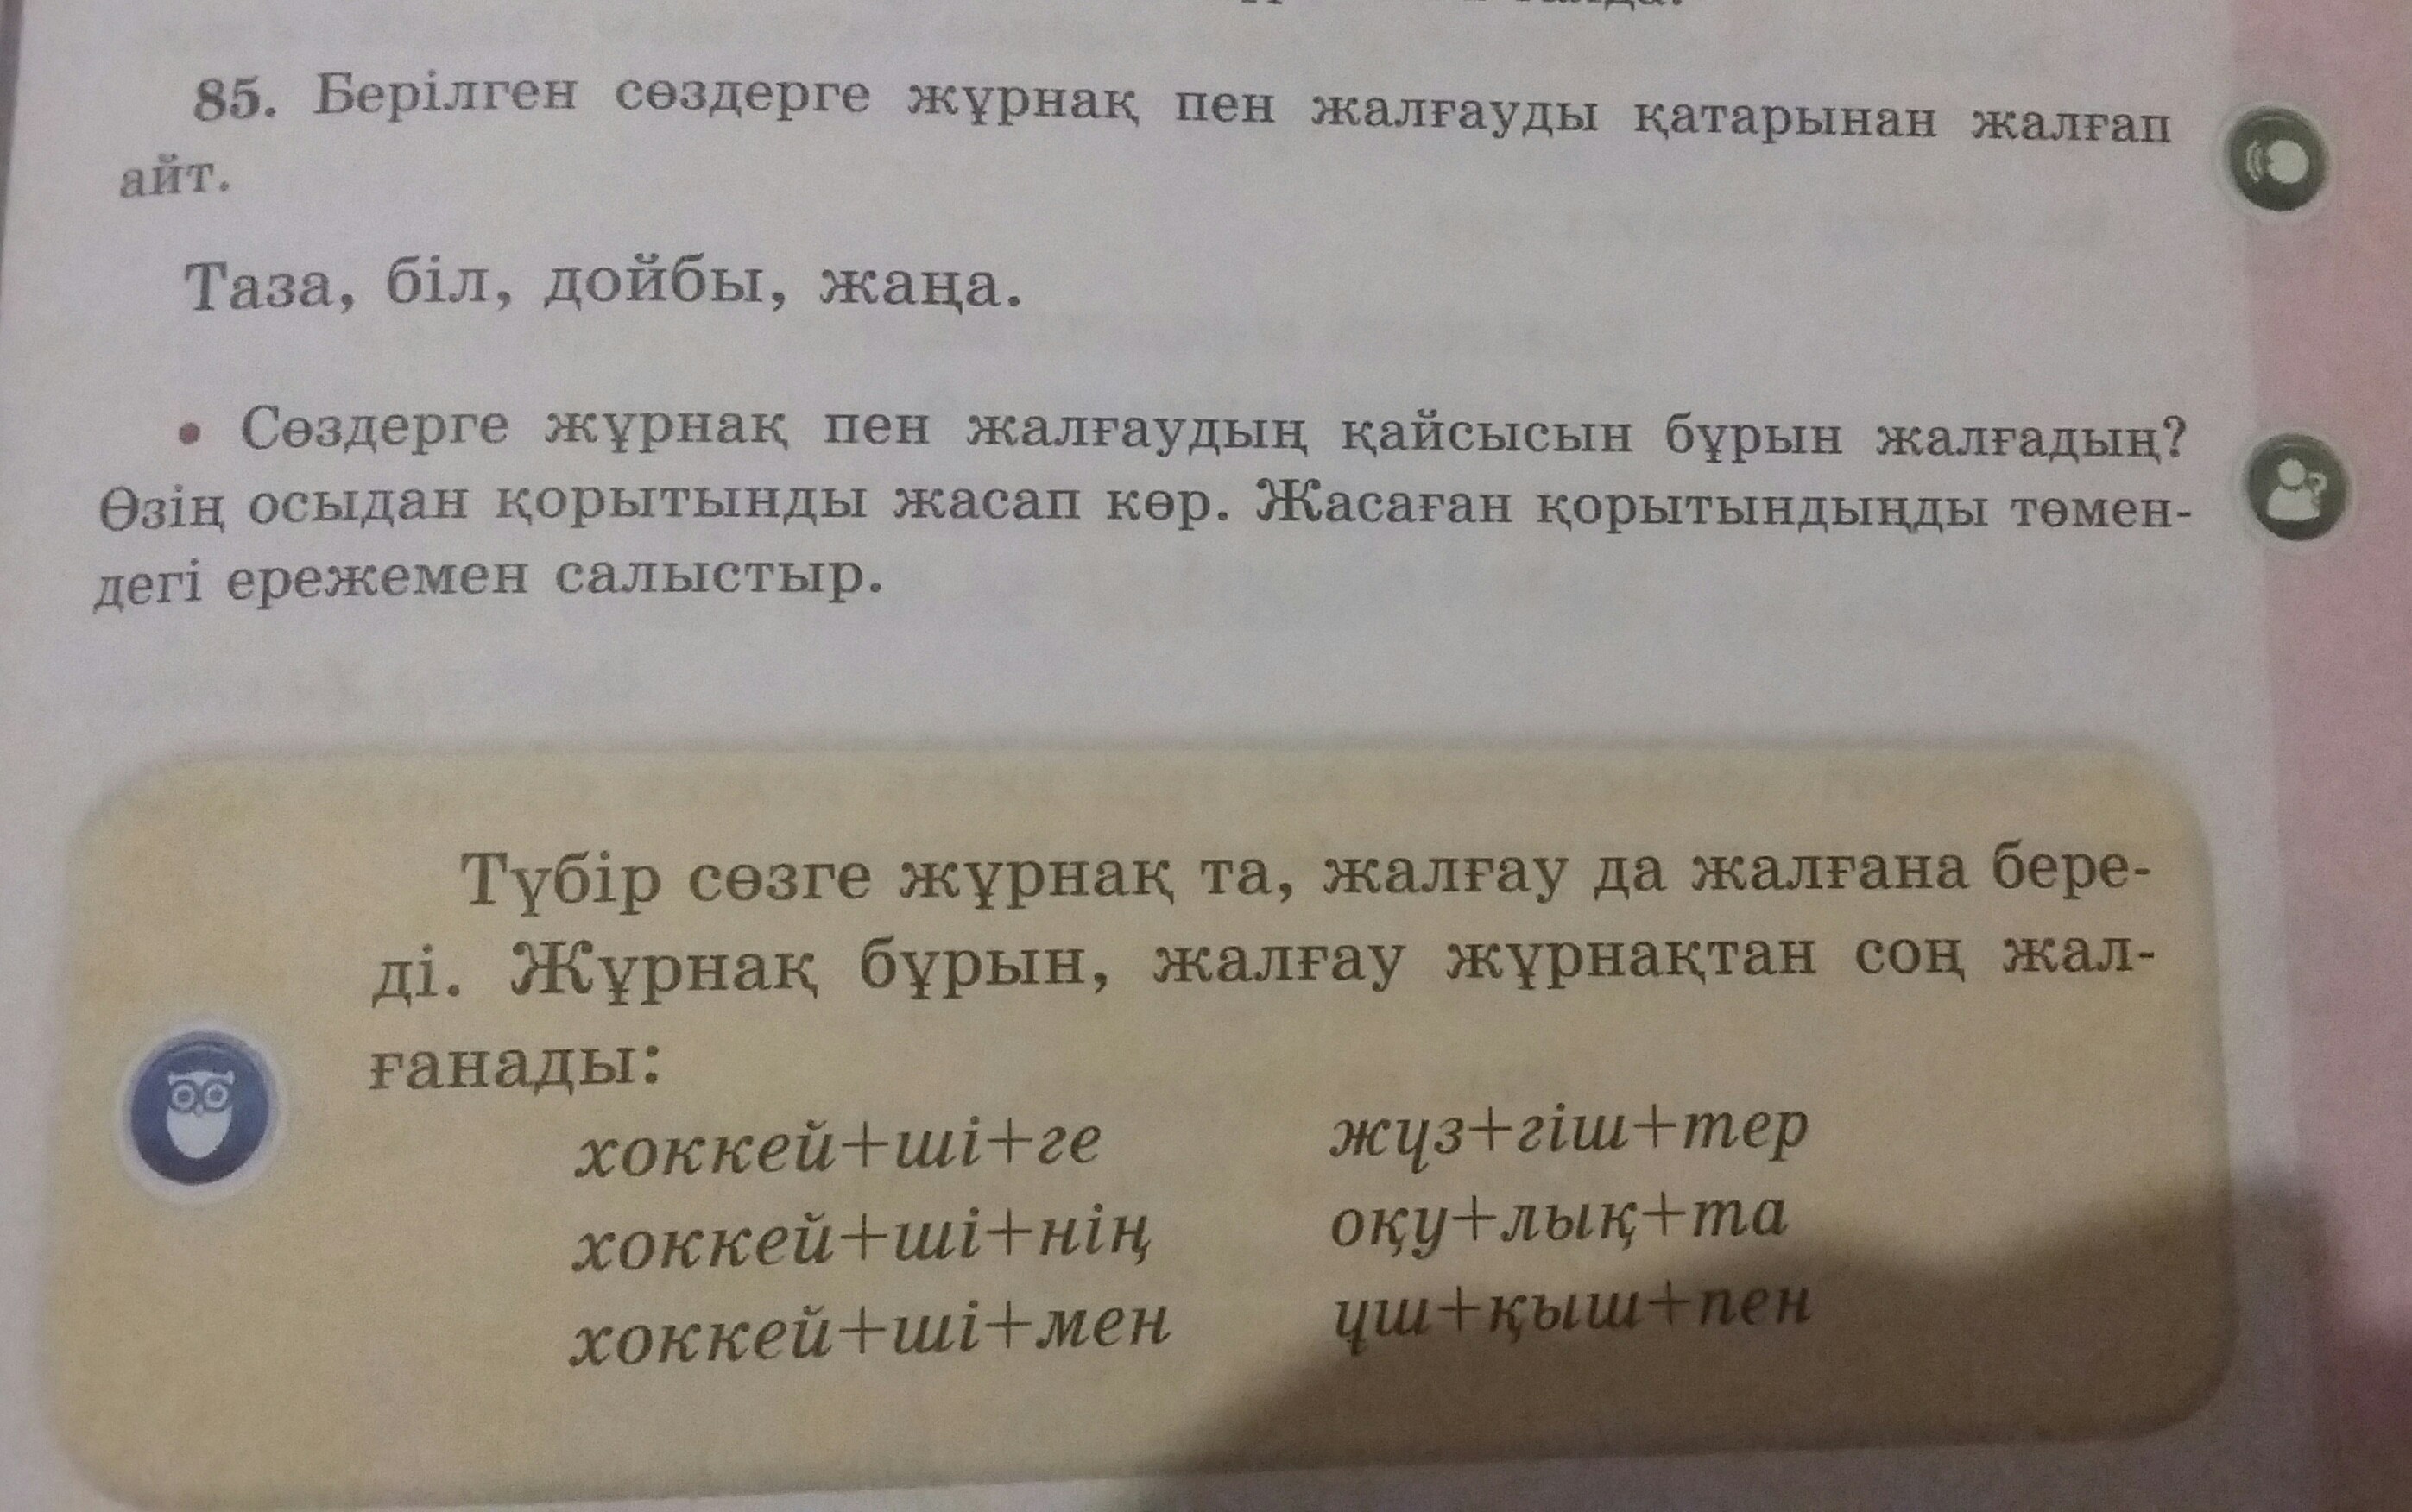 85. Берілген сөздерге жұрнақ пен жалғауды қатарынан жалғап
айт.
Таза, біл, дойбы, жаңа.
• Сөздерге жұрнақ пен жалғаудың қайсысын бұрын жалғадың?
Өзің осыдан қорытынды жасап көр. Жасаған қорытындыңды төмен-
дегі ережемен салыстыр.
Түбір сөзге жұрнақ та, жалғау да жалғана бере-
ді. Жұрнақ бұрын, жалғау жұрнақтан соң жал-
ғанады:
хоккей+ші+ге жүз+гіш+тер
хоккей+ші+нің оқу+лық+та
хоккей+ші+мен ұш+қыш+пен